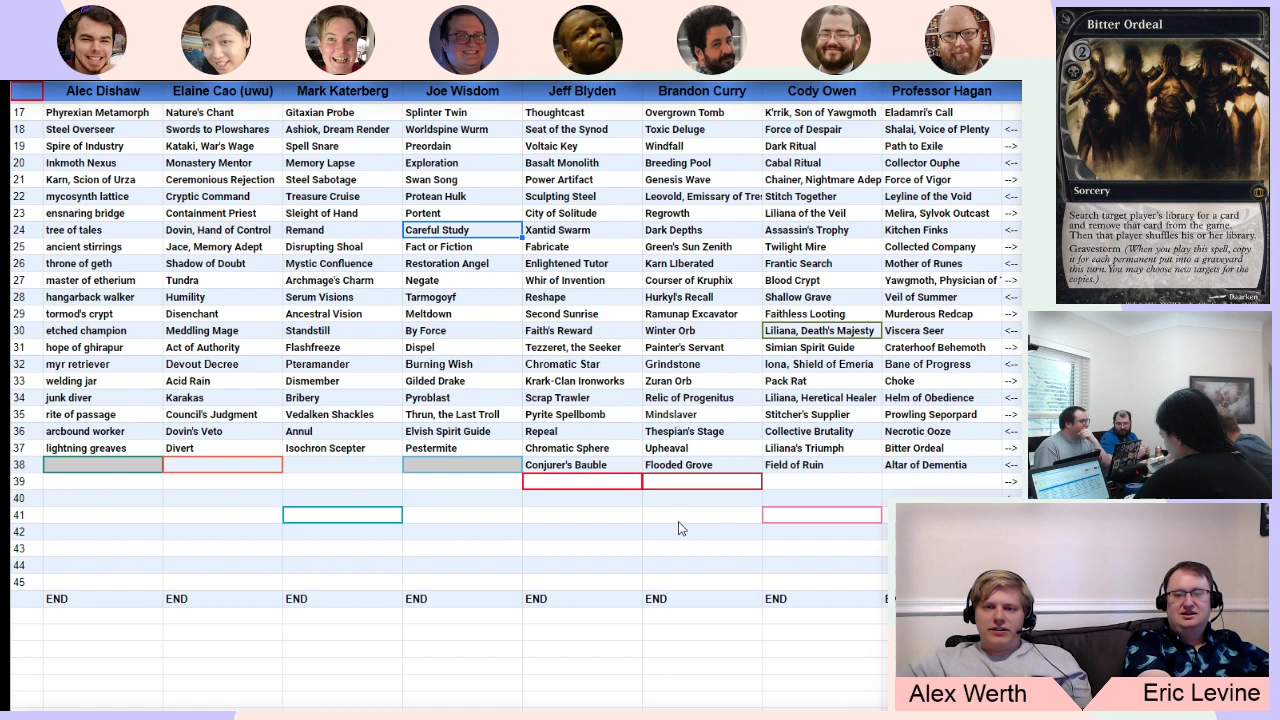 Alec Dishaw Elaine Cao (uwu) Mark Katerberg Joe Wisdom Jeff Blyden Brandon Curry Cody Owen Professor Hagan
17 Phyrexian Metamorph Nature's Chant Gitaxian Probe Splinter Twin Thoughtcast Overgrown Tomb K'rrik, Son of Yawgmoth Eladamri's Call
18 Steel Overseer Swords to Plowshares Ashiok, Dream Render Worldspine Wurm Seat of the Synod Toxic Deluge Force of Despair Shalai, Voice of Plenty <--
19 Spire of Industry Kataki, War's Wage Spell Snare Preordain Voltaic Key Windfall Dark Ritual Path to Exile -->
20 Inkmoth Nexus Monastery Mentor Memory Lapse Exploration Basalt Monolith Breeding Pool Cabal Ritual Collector Ouphe <--
21 Karn, Scion of Urza Ceremonious Rejection Steel Sabotage Swan Song Power Artifact Genesis Wave Chainer, Nightmare Adep Force of Vigor -->
22 mycosynth lattice Cryptic Command Treasure Cruise Protean Hulk Sculpting Steel Leovold, Emissary of Tres Stitch Together Leyline of the Void <--
23 ensnaring bridge Containment Priest Sleight of Hand Portent City of Solitude Regrowth Liliana of the Veil Melira, Sylvok Outcast -->
24 tree of tales Dovin, Hand of Control Remand Careful Study Xantid Swarm Dark Depths Assassin's Trophy Kitchen Finks <--
25 ancient stirrings Jace, Memory Adept Disrupting Shoal Fact or Fiction Fabricate Green's Sun Zenith Twilight Mire Collected Company -->
26 throne of geth Shadow of Doubt Mystic Confluence Restoration Angel Enlightened Tutor Karn LIberated Frantic Search Mother of Runes <--
27 master of etherium Tundra Archmage's Charm Negate Whir of Invention Courser of Kruphix Blood Crypt Yawgmoth, Physician of -->
28 hangarback walker Humility Serum Visions Tarmogoyf Reshape Hurkyl's Recall Shallow Grave Veil of Summer <--
29 tormod's crypt Disenchant Ancestral Vision Meltdown Second Sunrise Ramunap Excavator Faithless Looting Murderous Redcap -->
30 etched champion Meddling Mage Standstill By Force Faith's Reward Winter Orb Liliana, Death's Majesty Viscera Seer <--
31 hope of ghirapur Act of Authority Flashfreeze Dispel Tezzeret, the Seeker Painter's Servant Simian Spirit Guide Craterhoof Behemoth -->
32 myr retriever Devout Decree Pteramander Burning Wish Chromatic Star Grindstone Iona, Shield of Emeria Bane of Progress <--
33 welding jar Acid Rain Dismember Gilded Drake Krark-Clan Ironworks Zuran Orb Pack Rat Choke -->
34 junk diver Karakas Bribery Pyroblast Scrap Trawler Relic of Progenitus Liliana, Heretical Healer Helm of Obedience <--
35 rite of passage Council's Judgment Vedalken Shackles Thrun, the Last Troll Pyrite Spellbomb Mindslaver Stitcher's Supplier Prowling Serpopard -->
36 arcbound worker Dovin's Veto Annul Elvish Spirit Guide Repeal Thespian's Stage Collective Brutality Necrotic Ooze <--
37 lightning greaves Divert Isochron Scepter Pestermite Chromatic Sphere Upheaval Liliana's Triumph Bitter Ordeal -->
38 Conjurer's Bauble Flooded Grove Field of Ruin Altar of Dementia <--
39 -->
40
41
42
43
44
45
END END END END END END END
Bitter Ordeal
2
Sorcery
Search target player's library for a card
and remove that card from the game.
Then that player shuffles his or her library.
Gravestorm (When you play this spell, copy
it for each permanent put into a graveyard
this turn. You may choose new targets for the
copies.)
Daarken
Alex Werth
Eric Levine